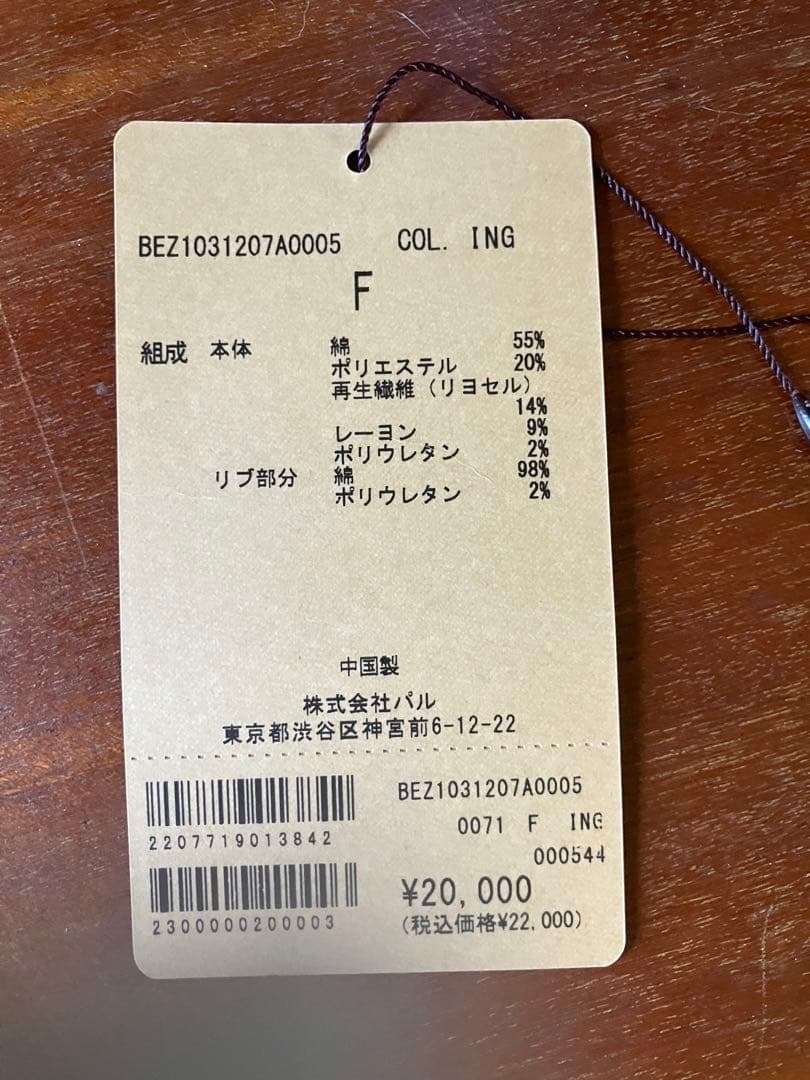 BEZ1031207A0005 COL. ING
F
組成 本体 綿 55%
ポリエステル 20%
再生繊維（リヨセル）
14%
レーヨン 9%
ポリウレタン 2%
リブ部分 綿 98%
ポリウレタン 2%
中国製
株式会社パル
東京都渋谷区神宮前6-12-22
BEZ1031207A0005
0071 F ING
000544
2207719013842
2300000200003
¥20,000
(税込価格¥22,000)